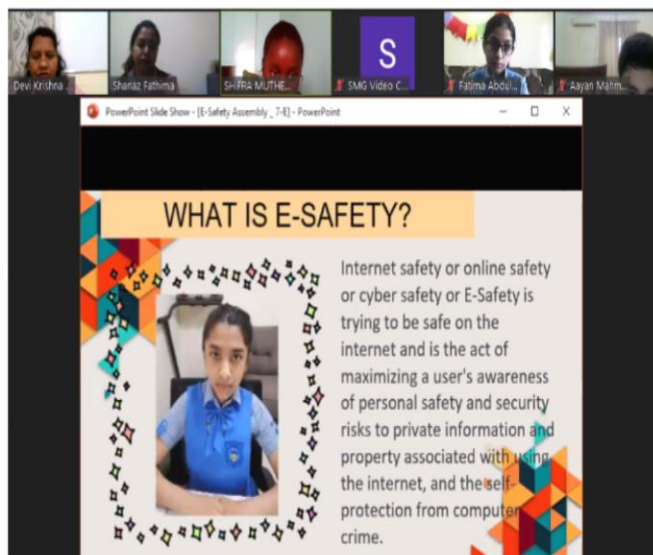 Devi Krishna ...
Shanaz Fathima
SHIFRA MUTHE...
S
SMG Video C...
Fatima Abdul...
Aayan Mahm...
PowerPoint Slide Show - [E-Safety Assembly _ 7-E] - PowerPoint
WHAT IS E-SAFETY?
Internet safety or online safety
or cyber safety or E-Safety is
trying to be safe on the
internet and is the act of
maximizing a user's awareness
of personal safety and security
risks to private information and
property associated with using
the internet, and the self-
protection from computer
crime.